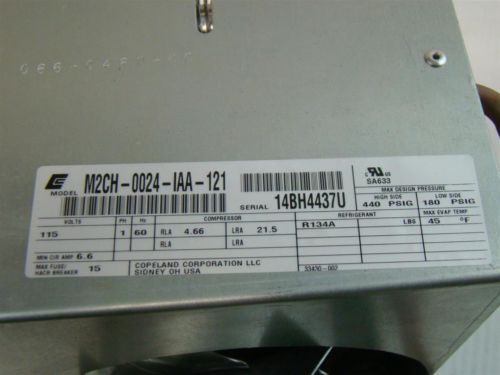 MODEL M2CH-0024-IAA-121
SERIAL 14BH4437U
SA633
MAX DESIGN PRESSURE
HIGH SIDE LOW SIDE
440 PSIG 180 PSIG
VOLTS PH Hz COMPRESSOR REFRIGERANT LBS MAX EVAP TEMP
115 1 60 RLA 4.66 LRA 21.5 R134A 45 °F
RLA LRA
MIN CIR AMP 6.6
MAX FUSE/
HACR BREAKER 15
COPELAND CORPORATION LLC
SIDNEY OH USA
33430-002